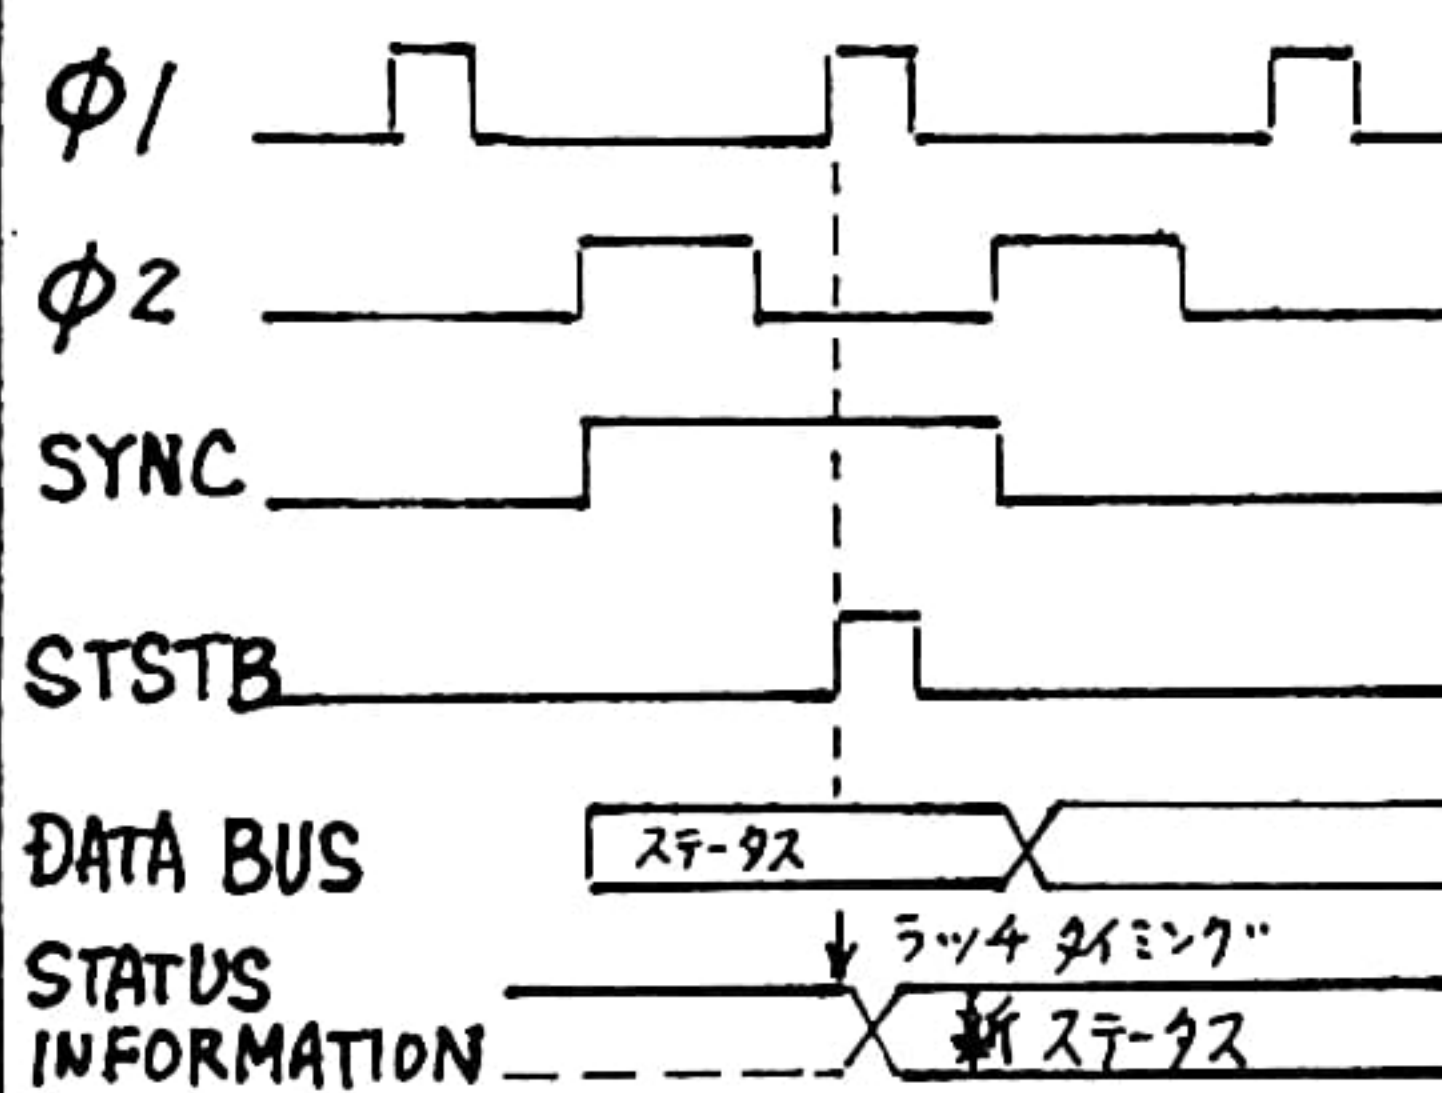 φ1
φ2
SYNC
STSTB
DATA BUS
ステータス
ラッチ タイミング
STATUS
INFORMATION
新 ステータス